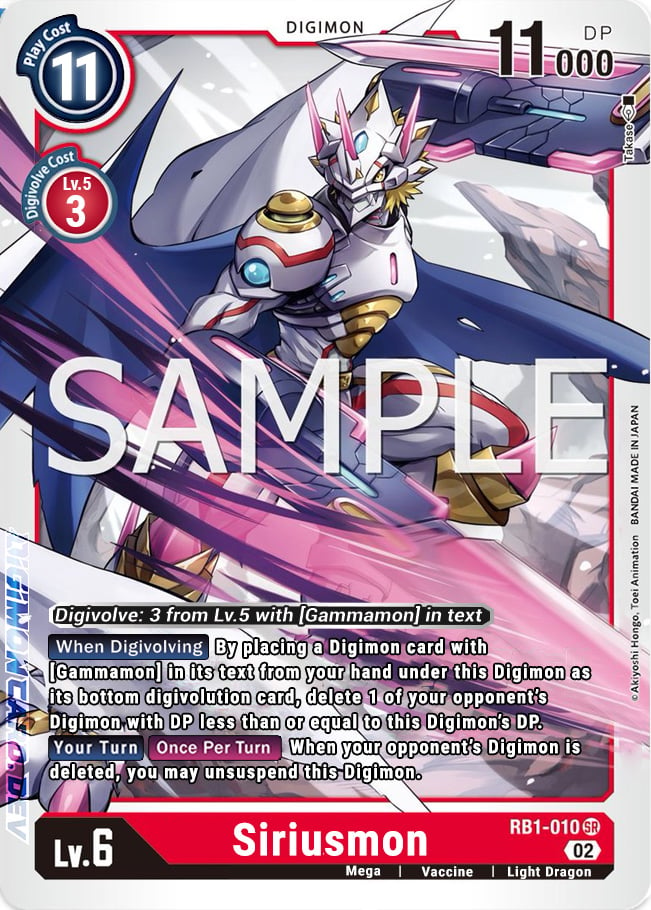 DIGIMON
Play Cost
11
DP
11000
Digivolve Cost
Lv.5
3
Takase
SAMPLE
© Akiyoshi Hongo, Toei Animation BANDAI MADE IN JAPAN
Digivolve: 3 from Lv.5 with [Gammamon] in text
When Digivolving By placing a Digimon card with
[Gammamon] in its text from your hand under this Digimon as
its bottom digivolution card, delete 1 of your opponent's
Digimon with DP less than or equal to this Digimon's DP.
Your Turn Once Per Turn When your opponent's Digimon is
deleted, you may unsuspend this Digimon.
Lv.6
Siriusmon
RB1-010 SR
02
Mega | Vaccine | Light Dragon